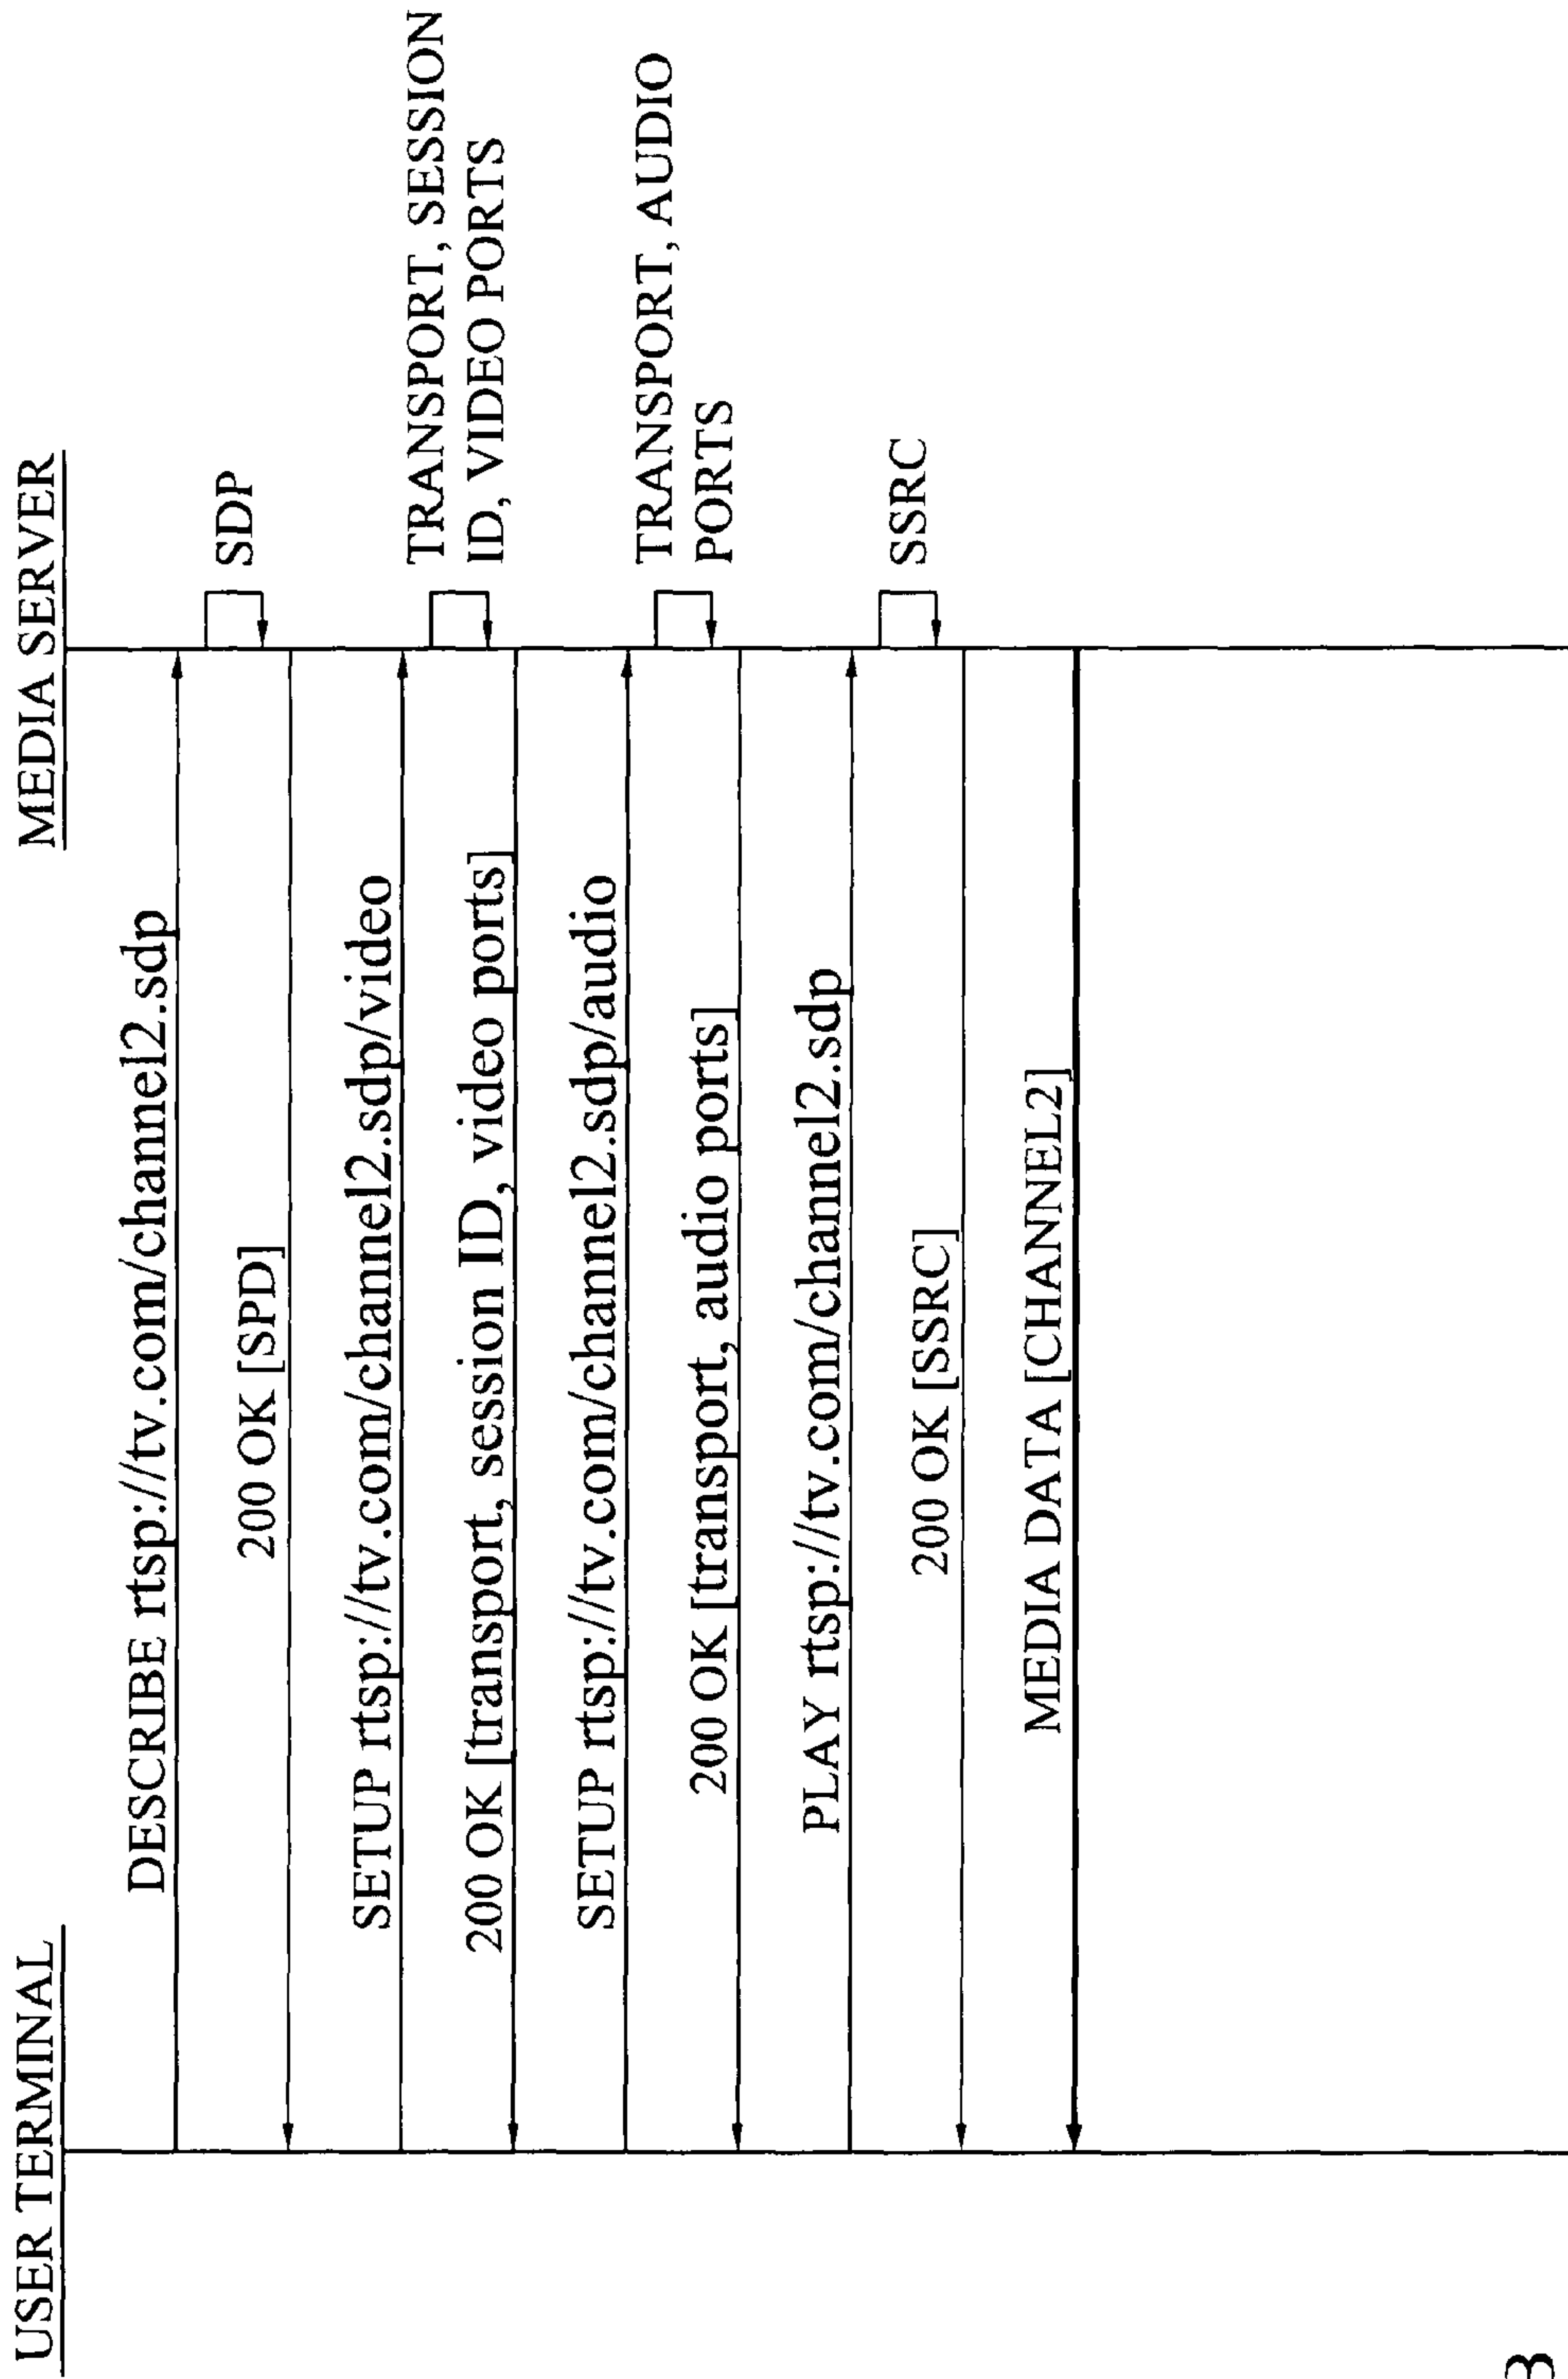 USER TERMINAL
MEDIA SERVER
DESCRIBE rtsp://tv.com/channel2.sdp
SDP
200 OK [SPD]
SETUP rtsp://tv.com/channel2.sdp/video
TRANSPORT, SESSION
ID, VIDEO PORTS
200 OK [transport, session ID, video ports]
SETUP rtsp://tv.com/channel2.sdp/audio
TRANSPORT, AUDIO
PORTS
200 OK [transport, audio ports]
PLAY rtsp://tv.com/channel2.sdp
SSRC
200 OK [SSRC]
MEDIA DATA [CHANNEL2]
3